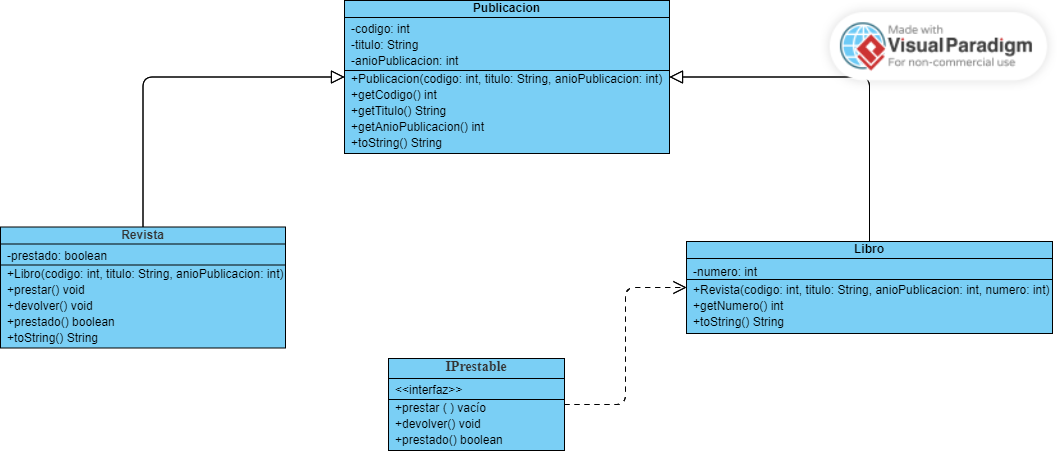 Publicacion
-codigo: int
-titulo: String
-anioPublicacion: int
+Publicacion(codigo: int, titulo: String, anioPublicacion: int)
+getCodigo() int
+getTitulo() String
+getAnioPublicacion() int
+toString() String
Made with
Visual Paradigm
For non-commercial use
Revista
-prestado: boolean
+Libro(codigo: int, titulo: String, anioPublicacion: int)
+prestar() void
+devolver() void
+prestado() boolean
+toString() String
Libro
-numero: int
+Revista(codigo: int, titulo: String, anioPublicacion: int, numero: int)
+getNumero() int
+toString() String
IPrestable
<<interfaz>>
+prestar ( ) vacío
+devolver() void
+prestado() boolean